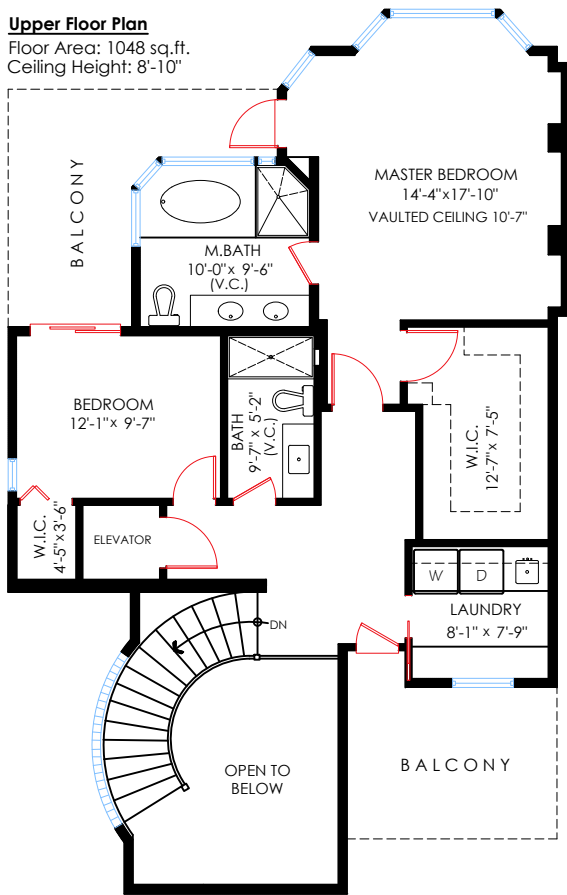 Upper Floor Plan
Floor Area: 1048 sq.ft.
Ceiling Height: 8'-10"
BALCONY
MASTER BEDROOM
14'-4"x17'-10"
VAULTED CEILING 10'-7"
M.BATH
10'-0"x 9'-6"
(V.C.)
BEDROOM
12'-1"x 9'-7"
BATH
9'-7" x 5'-2"
(V.C.)
W.I.C.
12'-7" x 7'-5"
W.I.C.
4'-5"x3'-6"
ELEVATOR
W
D
LAUNDRY
8'-1" x 7'-9"
DN
OPEN TO
BELOW
BALCONY